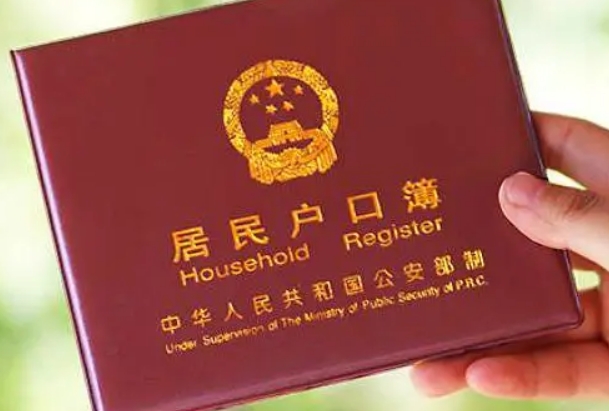 居民户口簿
Household Register
中华人民共和国公安部制
Under Supervision of The Ministry of Public Security of P.R.C.